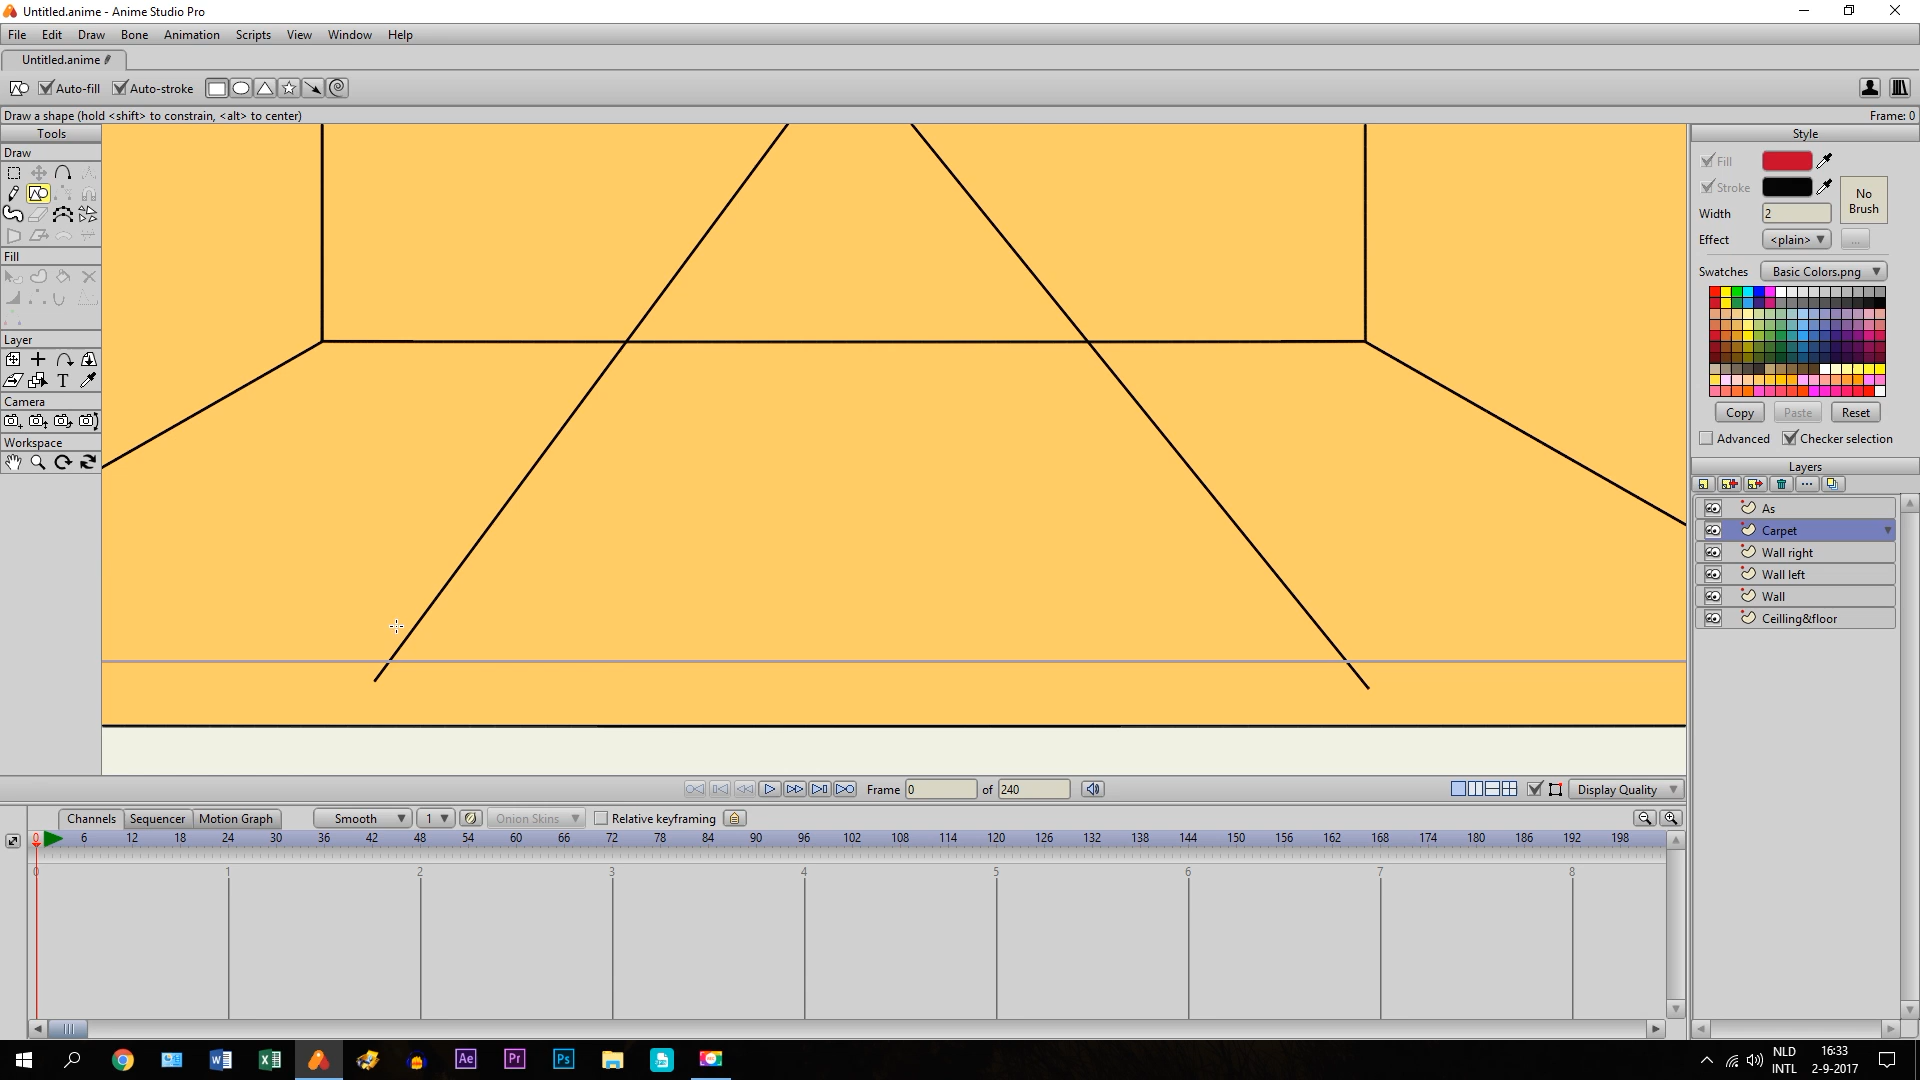 Untitled.anime - Anime Studio Pro
File Edit Draw Bone Animation Scripts View Window Help
Untitled.anime
Auto-fill Auto-stroke
Draw a shape (hold <shift> to constrain, <alt> to center) Frame: 0
Tools
Draw
Fill
Layer
T
Camera
Workspace
Style
Fill
Stroke
No
Brush
Width 2
Effect <plain> ...
Swatches Basic Colors.png
Copy Paste Reset
Advanced Checker selection
Layers
As
Carpet
Wall right
Wall left
Wall
Ceilling&floor
Frame 0 of 240 Display Quality
Channels Sequencer Motion Graph Smooth 1 Onion Skins Relative keyframing
0 6 12 18 24 30 36 42 48 54 60 66 72 78 84 90 96 102 108 114 120 126 132 138 144 150 156 162 168 174 180 186 192 198
0 1 2 3 4 5 6 7 8
Ae Pr Ps
NLD
INTL
16:33
2-9-2017